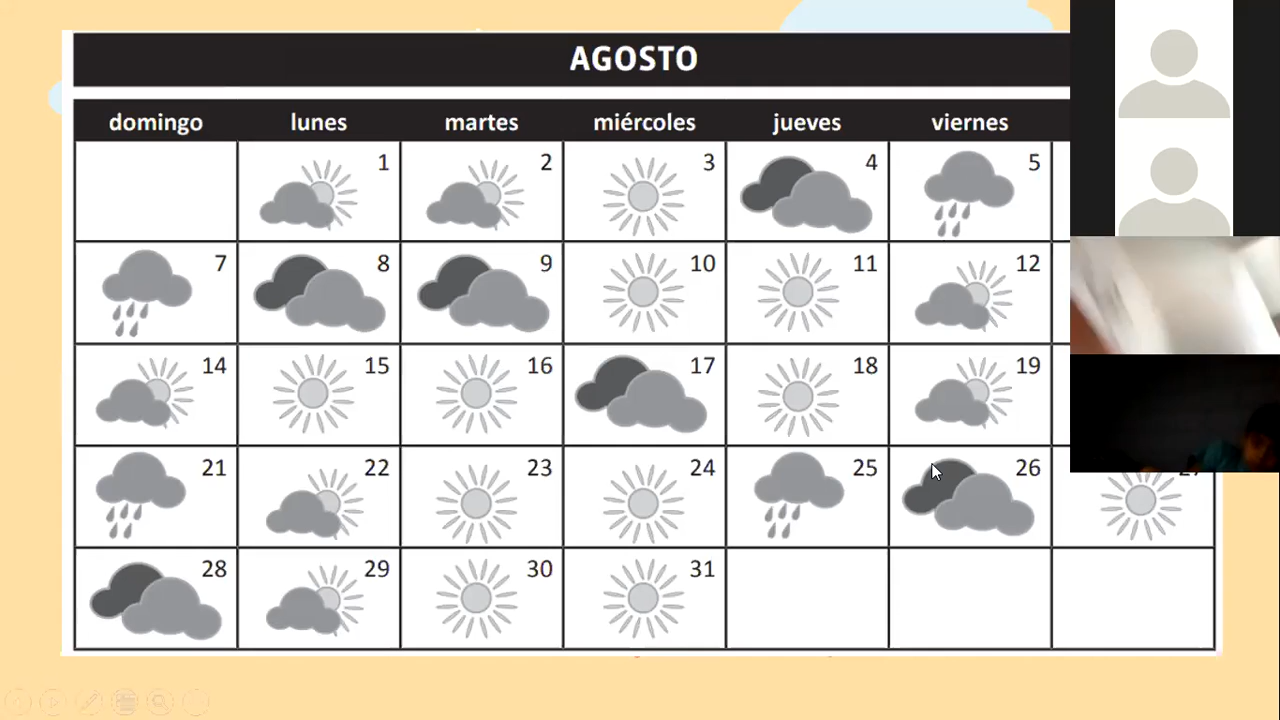 AGOSTO
domingo lunes martes miércoles jueves viernes
1 2 3 4 5
7 8 9 10 11 12
14 15 16 17 18 19
21 22 23 24 25 26 27
28 29 30 31